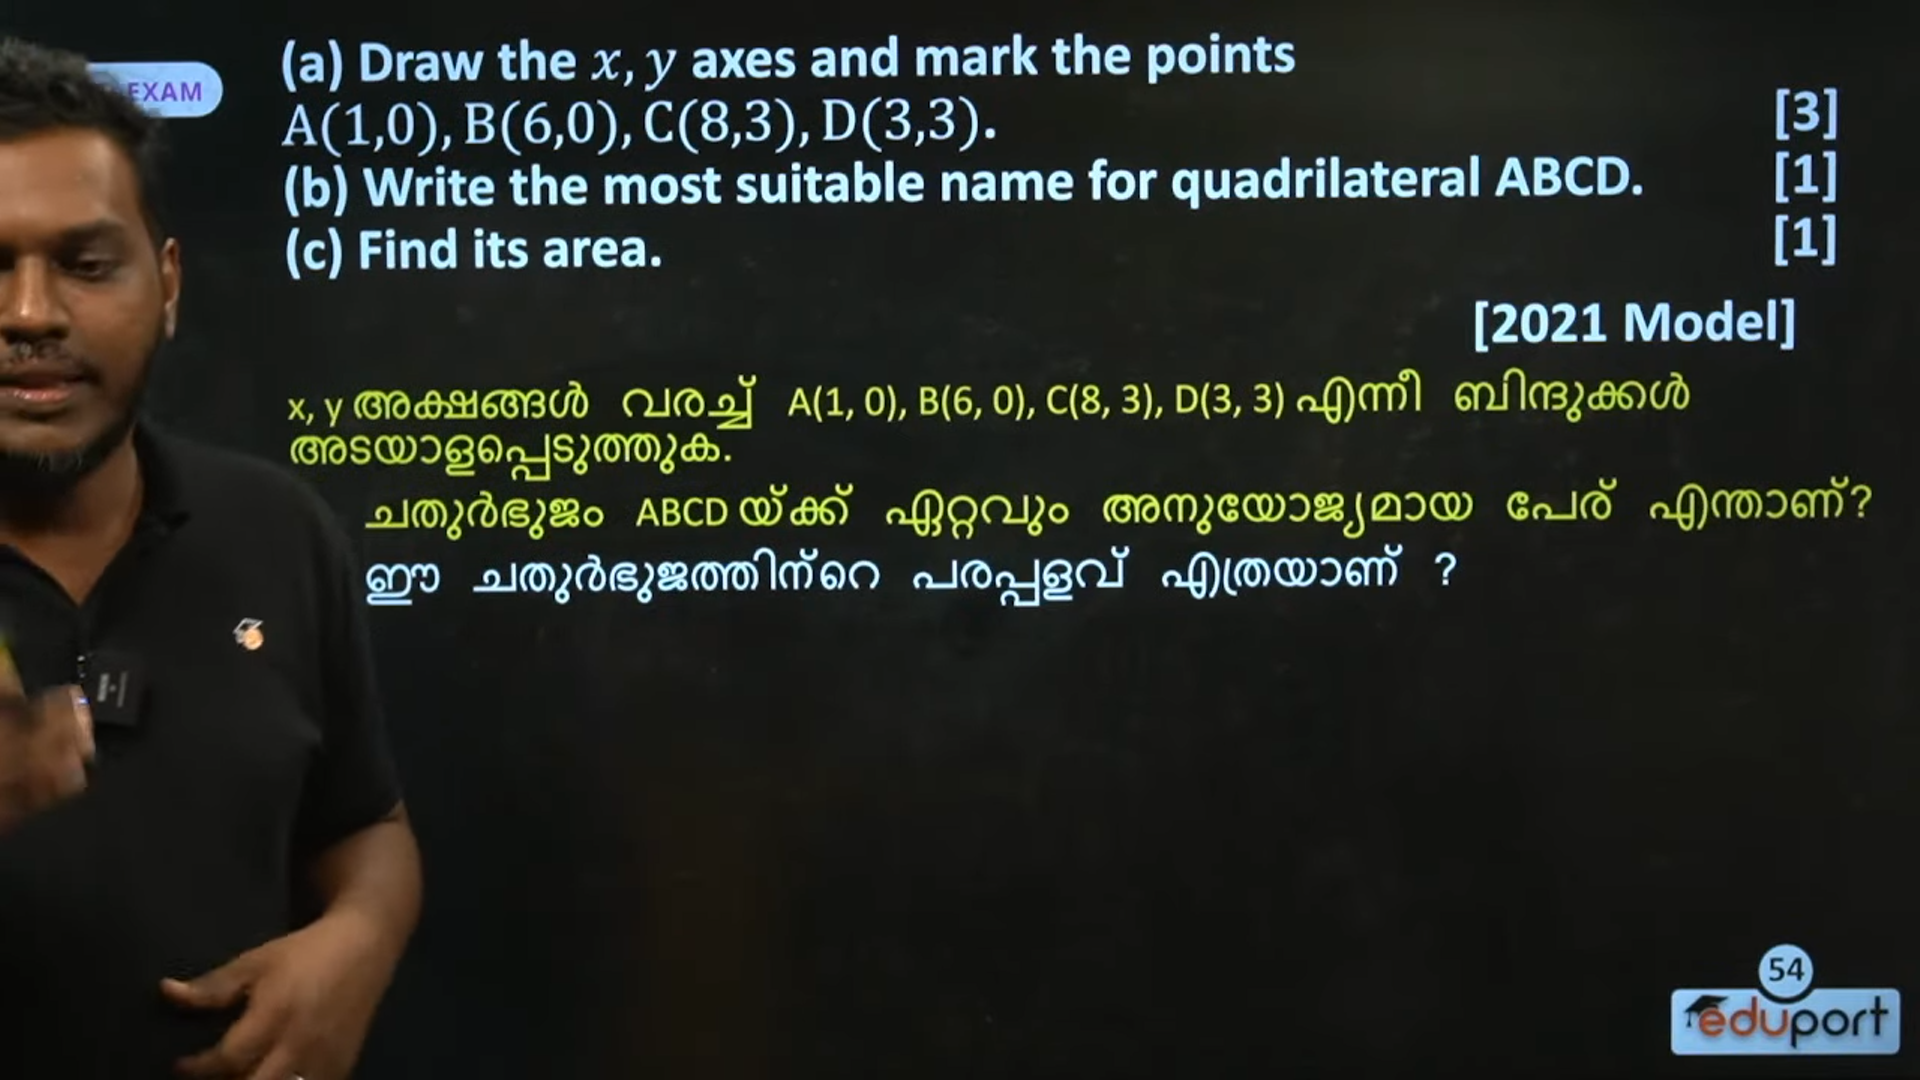 EXAM
(a) Draw the x, y axes and mark the points
A(1,0), B(6,0), C(8,3), D(3,3). [3]
(b) Write the most suitable name for quadrilateral ABCD. [1]
(c) Find its area. [1]
[2021 Model]
x, y അക്ഷങ്ങൾ വരച്ച് A(1, 0), B(6, 0), C(8, 3), D(3, 3) എന്നീ ബിന്ദുക്കൾ
അടയാളപ്പെടുത്തുക.
ചതുർഭുജം ABCD യ്ക്ക് ഏറ്റവും അനുയോജ്യമായ പേര് എന്താണ്?
ഈ ചതുർഭുജത്തിന്റെ പരപ്പളവ് എത്രയാണ് ?
54
eduport